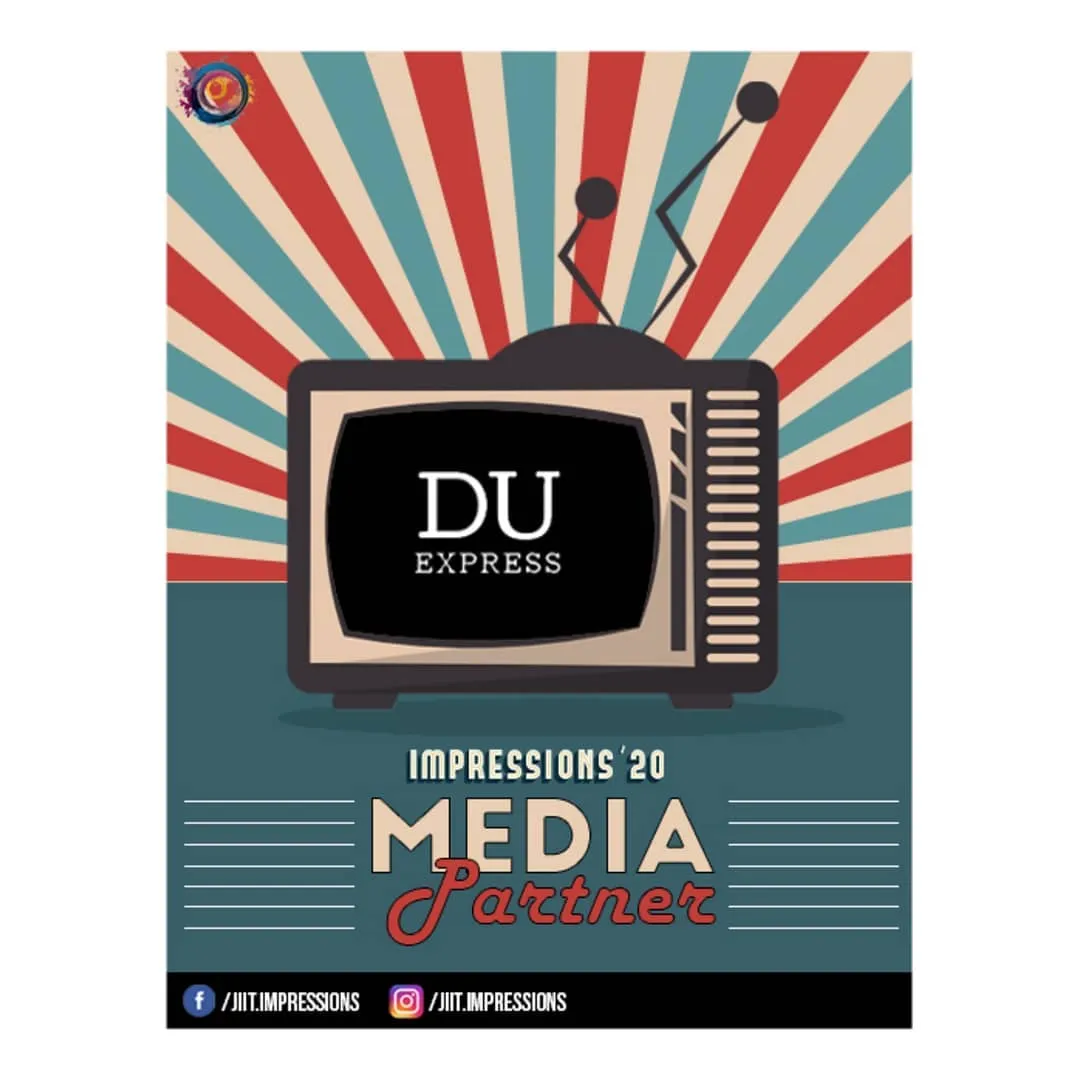 DU
EXPRESS
IMPRESSIONS '20
MEDIA
Partner
/JIIT.IMPRESSIONS
/JIIT.IMPRESSIONS